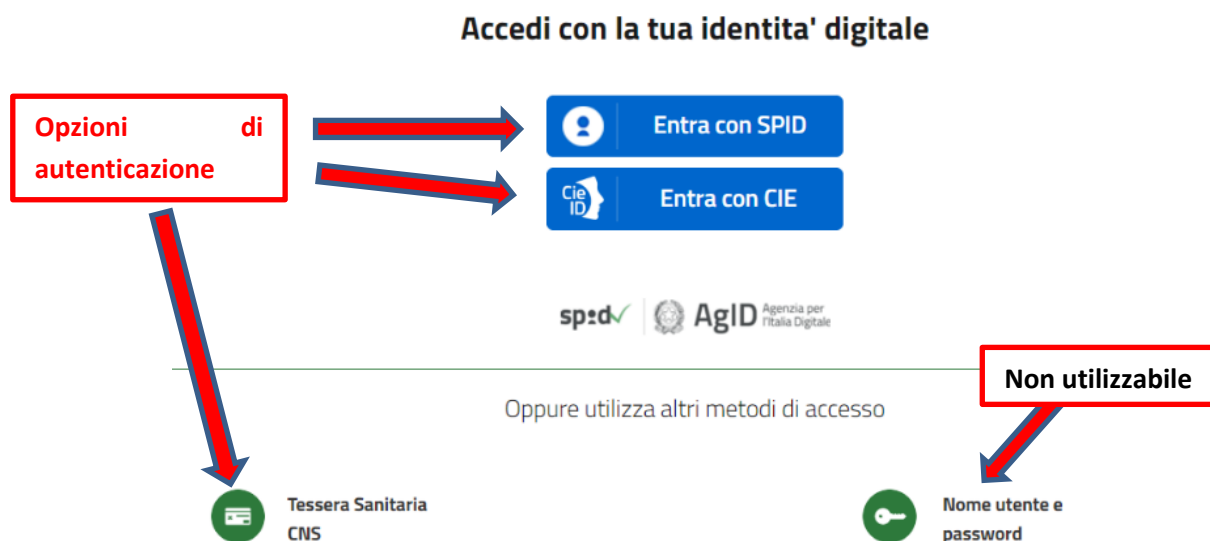 Accedi con la tua identita' digitale
Opzioni di
autenticazione
Entra con SPID
Cie
ID
Entra con CIE
spid
AgID
Agenzia per
l'Italia Digitale
Non utilizzabile
Oppure utilizza altri metodi di accesso
Tessera Sanitaria
CNS
Nome utente e
password